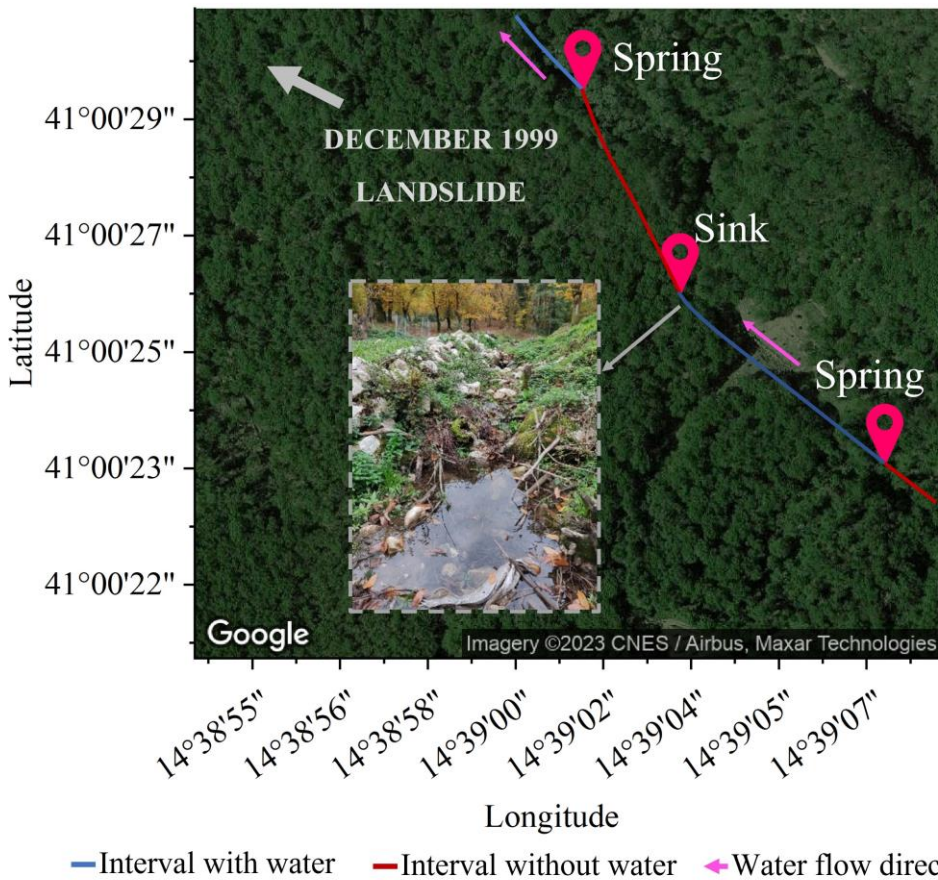 Spring
41°00'29"
DECEMBER 1999
LANDSLIDE
41°00'27"
Sink
41°00'25"
Latitude
Spring
41°00'23"
41°00'22"
Google
Imagery ©2023 CNES / Airbus, Maxar Technologies
14°38'55"
14°38'56"
14°38'58"
14°39'00"
14°39'02"
14°39'04"
14°39'05"
14°39'07"
Longitude
Interval with water
Interval without water
Water flow direc